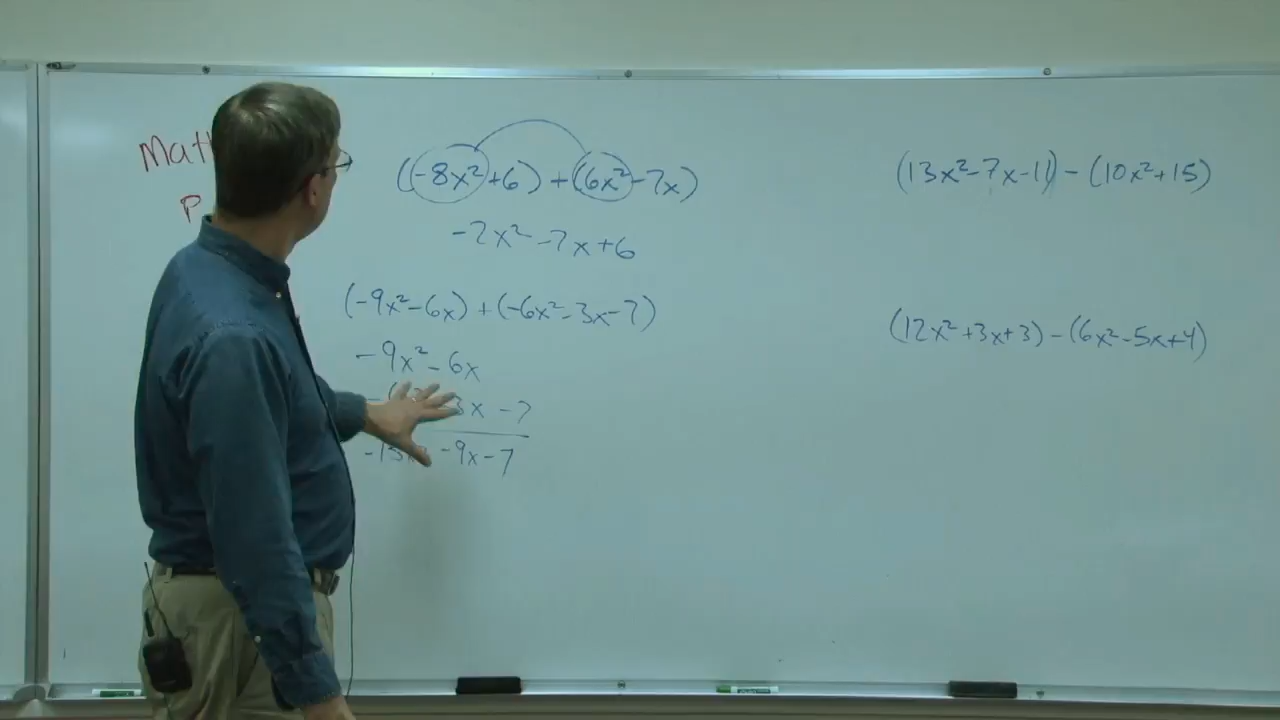 Mat
P
(-8x²+6) + (6x²-7x)
-2x²-7x+6
(-9x²-6x) + (-6x²-3x-7)
-9x²-6x
3x -7
-15x -9x-7
(13x²-7x-11) - (10x²+15)
(12x²+3x+3) - (6x²-5x+4)